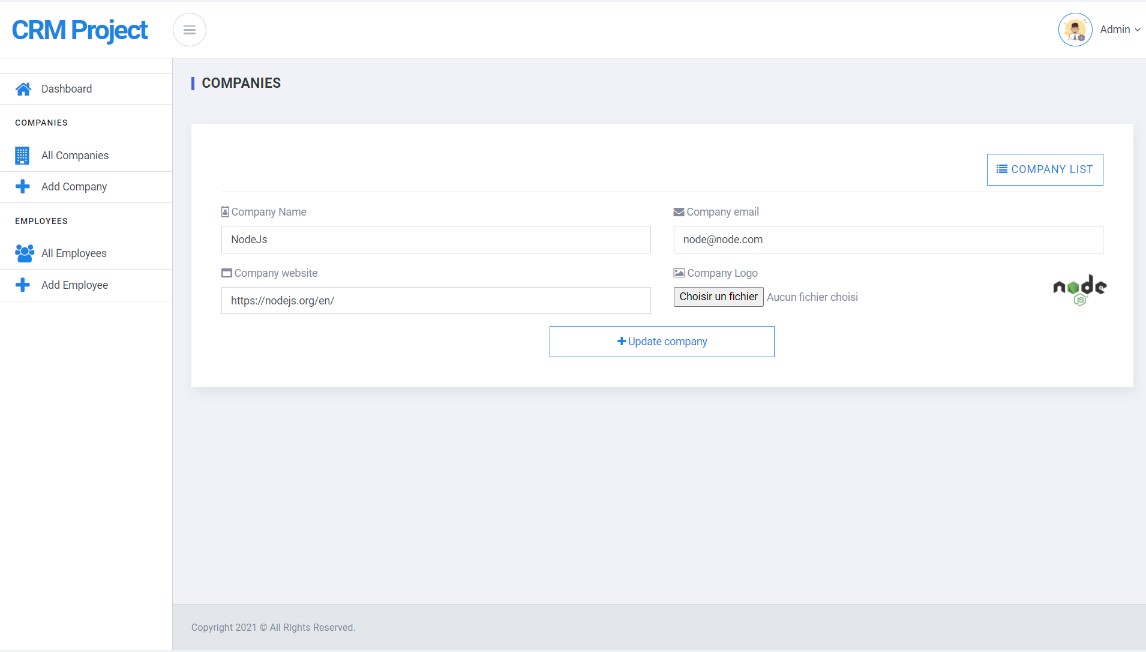 CRM Project
Admin
Dashboard
COMPANIES
All Companies
Add Company
EMPLOYEES
All Employees
Add Employee
COMPANIES
COMPANY LIST
Company Name
Company email
NodeJs
node@node.com
Company website
Company Logo
https://nodejs.org/en/
Choisir un fichier Aucun fichier choisi
node
JS
Update company
Copyright 2021 © All Rights Reserved.